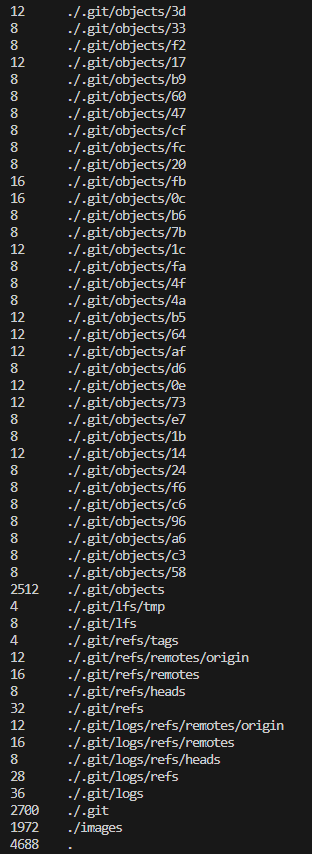 12 ./.git/objects/3d
8 ./.git/objects/33
8 ./.git/objects/f2
12 ./.git/objects/17
8 ./.git/objects/b9
8 ./.git/objects/60
8 ./.git/objects/47
8 ./.git/objects/cf
8 ./.git/objects/fc
8 ./.git/objects/20
16 ./.git/objects/fb
16 ./.git/objects/0c
8 ./.git/objects/b6
8 ./.git/objects/7b
12 ./.git/objects/1c
8 ./.git/objects/fa
8 ./.git/objects/4f
8 ./.git/objects/4a
12 ./.git/objects/b5
12 ./.git/objects/64
12 ./.git/objects/af
8 ./.git/objects/d6
12 ./.git/objects/0e
12 ./.git/objects/73
8 ./.git/objects/e7
8 ./.git/objects/1b
12 ./.git/objects/14
8 ./.git/objects/24
8 ./.git/objects/f6
8 ./.git/objects/c6
8 ./.git/objects/96
8 ./.git/objects/a6
8 ./.git/objects/c3
8 ./.git/objects/58
2512 ./.git/objects
4 ./.git/lfs/tmp
8 ./.git/lfs
4 ./.git/refs/tags
12 ./.git/refs/remotes/origin
16 ./.git/refs/remotes
8 ./.git/refs/heads
32 ./.git/refs
12 ./.git/logs/refs/remotes/origin
16 ./.git/logs/refs/remotes
8 ./.git/logs/refs/heads
28 ./.git/logs/refs
36 ./.git/logs
2700 ./.git
1972 ./images
4688 .